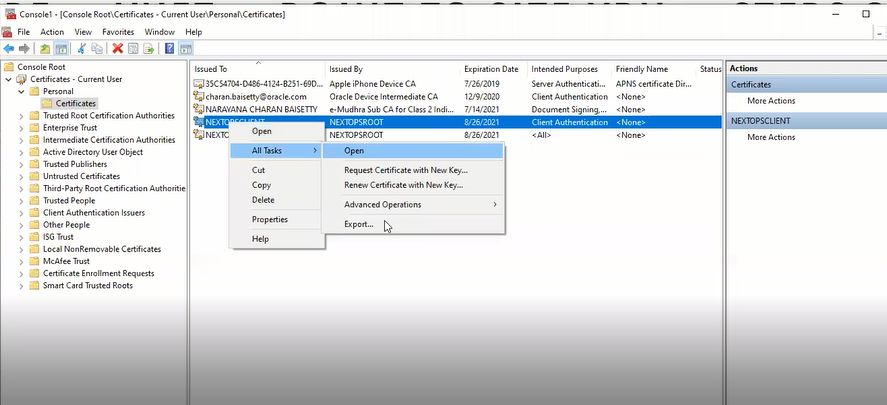 Console1 - [Console Root\Certificates - Current User\Personal\Certificates]
File Action View Favorites Window Help
Console Root
Certificates - Current User
Personal
Certificates
Trusted Root Certification Authorities
Enterprise Trust
Intermediate Certification Authorities
Active Directory User Object
Trusted Publishers
Untrusted Certificates
Third-Party Root Certification Authoritie
Trusted People
Client Authentication Issuers
Other People
ISG Trust
Local NonRemovable Certificates
McAfee Trust
Certificate Enrollment Requests
Smart Card Trusted Roots
Issued To Issued By Expiration Date Intended Purposes Friendly Name Status
35C54704-D486-4124-B251-69D... Apple iPhone Device CA 7/26/2019 Server Authenticati... APNS certificate Dir...
charan.baisetty@oracle.com Oracle Device Intermediate CA 12/9/2020 Client Authentication <None>
NARAYANA CHARAN BAISETTY e-Mudhra Sub CA for Class 2 Indi... 7/14/2021 Document Signing,... <None>
NEXTOPSCLIENT NEXTOPSROOT 8/26/2021 Client Authentication <None>
NEXTO NEXTOPSROOT 8/26/2021 <All> <None>
Open
All Tasks
Cut
Copy
Delete
Properties
Help
Open
Request Certificate with New Key...
Renew Certificate with New Key...
Advanced Operations
Export...
Actions
Certificates
More Actions
NEXTOPSCLIENT
More Actions